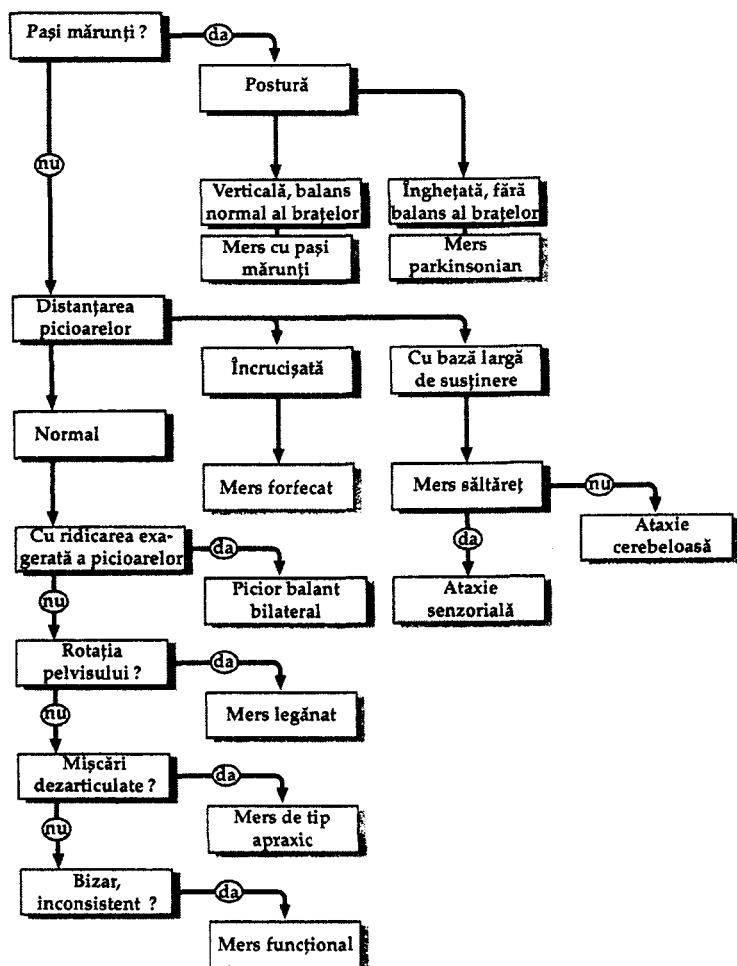 Pași mărunți ?
da
Postură
nu
Verticală, balans
normal al brațelor
Înghețată, fără
balans al brațelor
Mers cu pași
mărunți
Mers
parkinsonian
Distanțarea
picioarelor
Încrucișată
Cu bază largă
de susținere
Normal
Mers forfecat
Mers săltăreț
nu
Ataxie
cerebeloasă
Cu ridicarea exa-
gerată a picioarelor
da
da
Picior balant
bilateral
Ataxie
senzorială
nu
Rotația
pelvisului ?
da
Mers legănat
nu
Mișcări
dezarticulate ?
da
Mers de tip
apraxic
nu
Bizar,
inconsistent ?
da
Mers funcțional